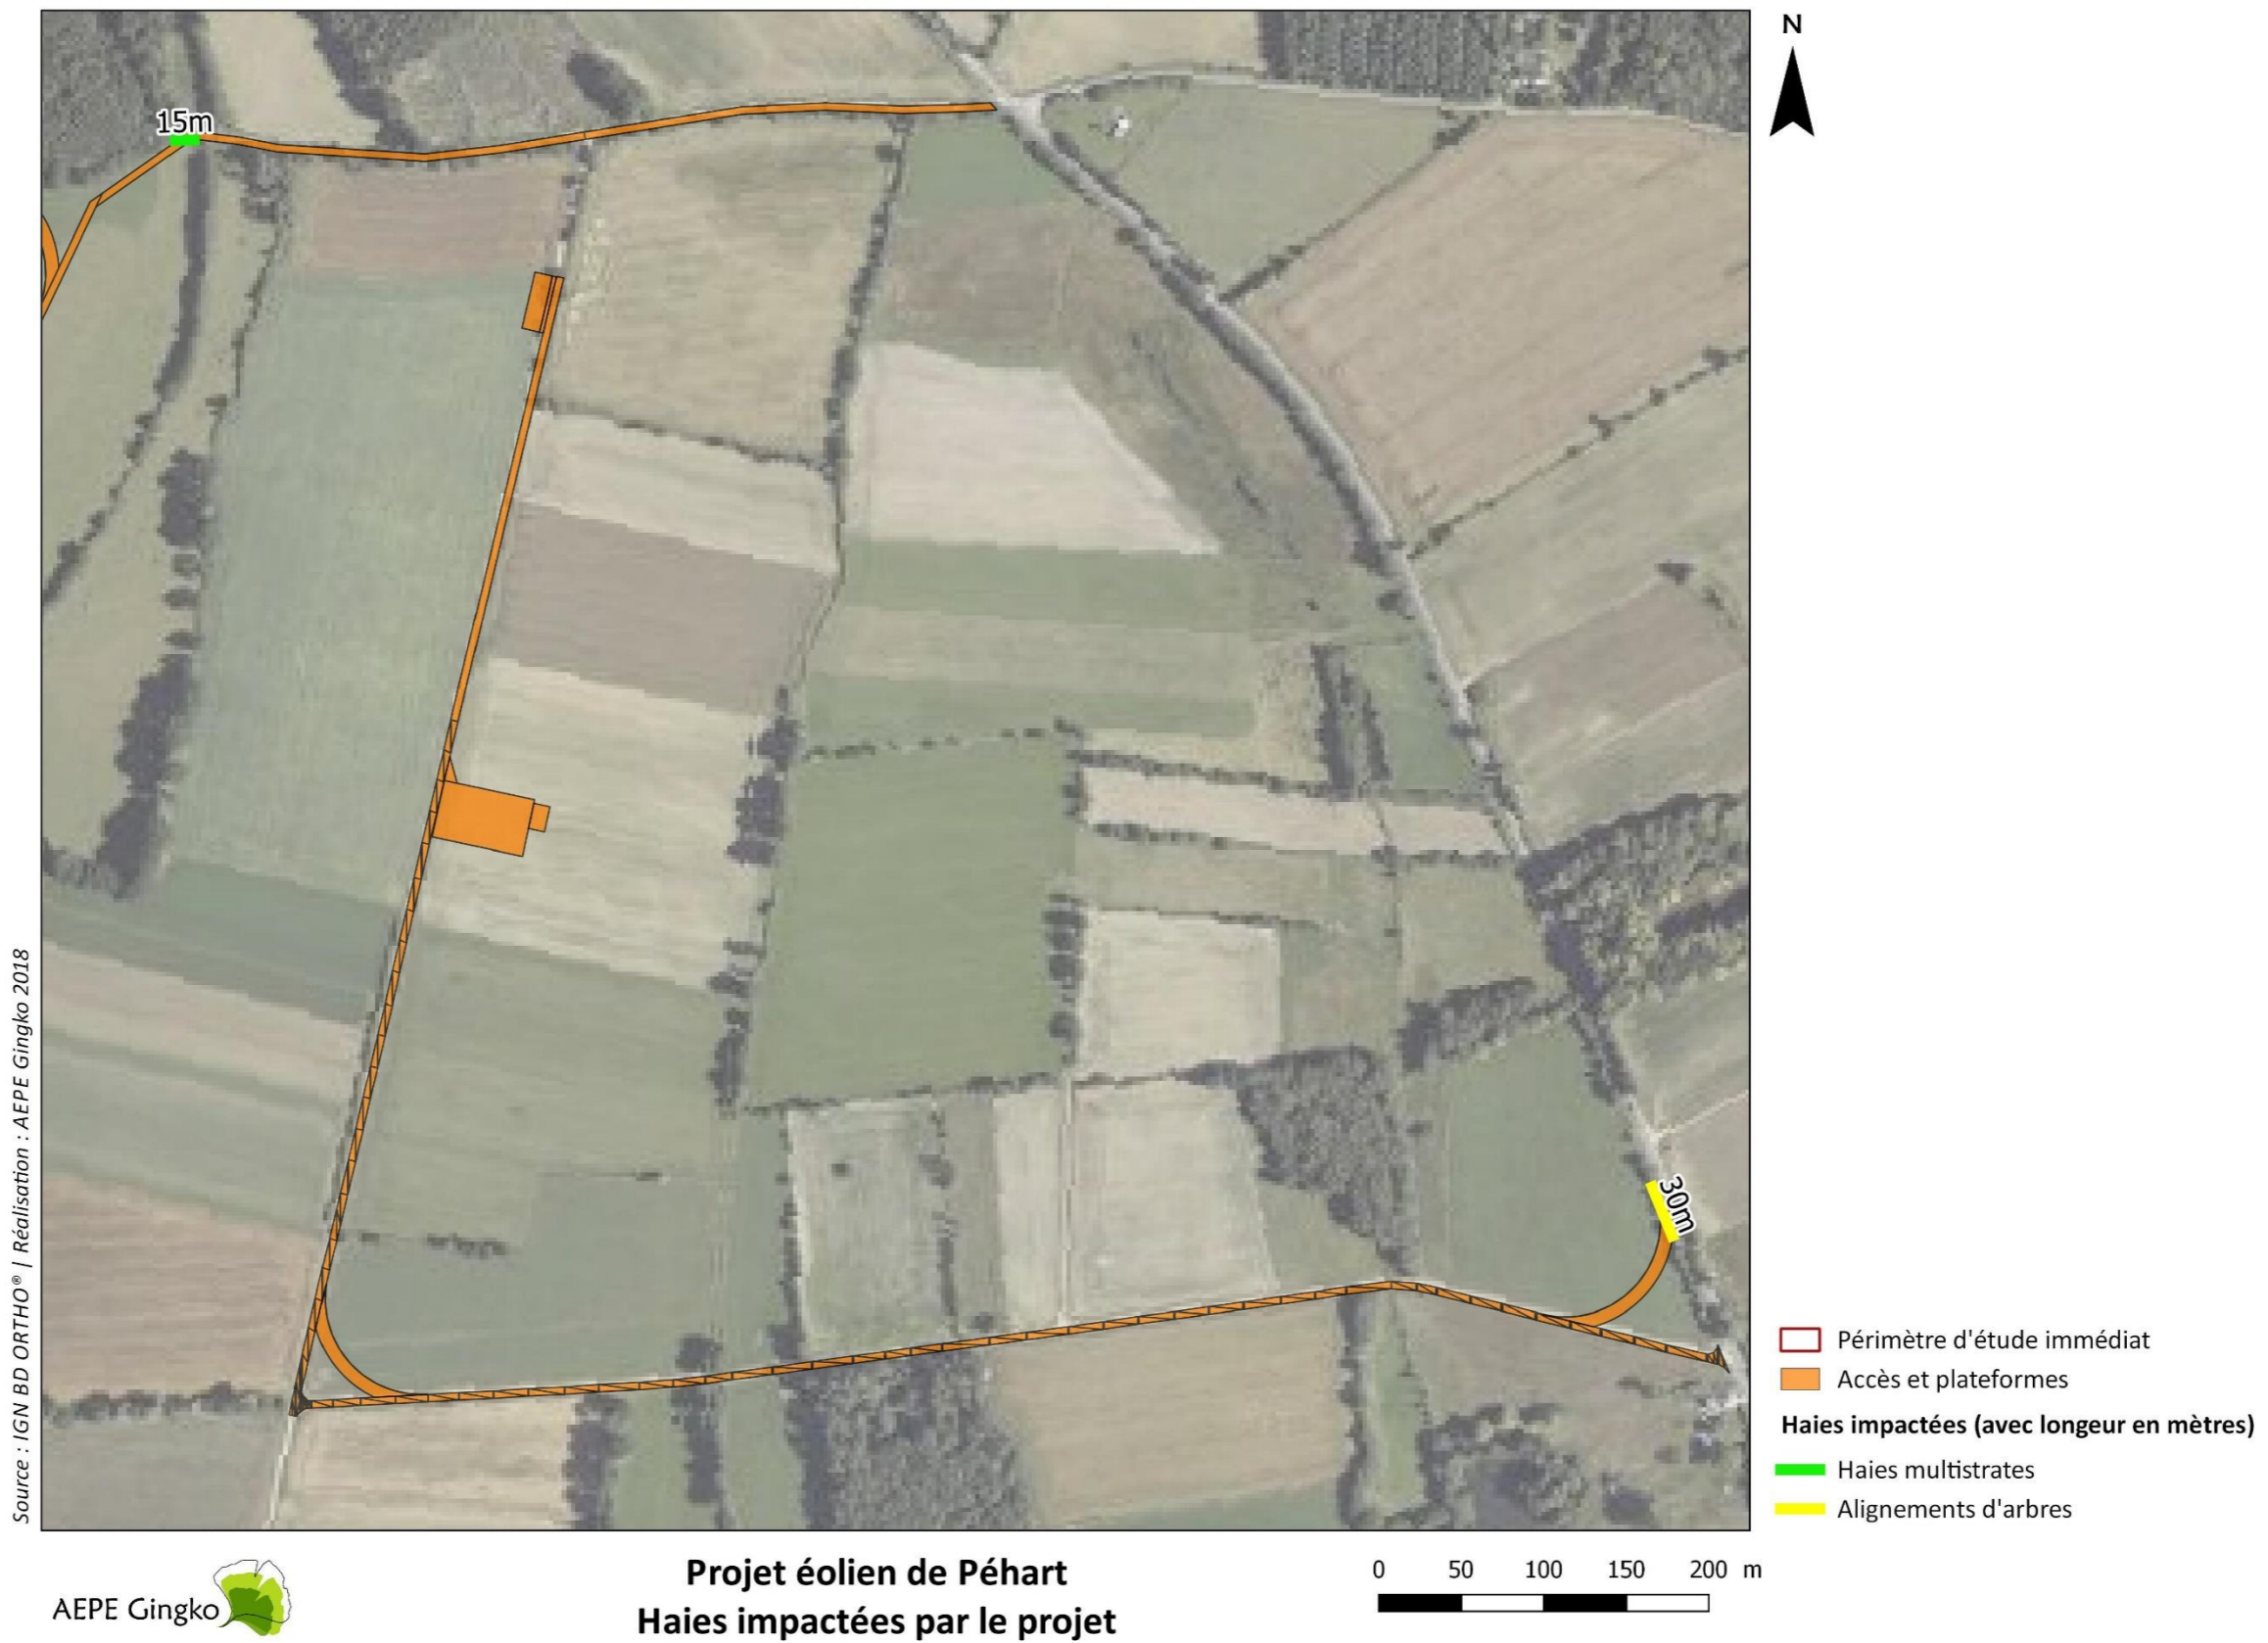 N
15m
30m
Source : IGN BD ORTHO® | Réalisation : AEPE Gingko 2018
Périmètre d'étude immédiat
Accès et plateformes
Haies impactées (avec longeur en mètres)
Haies multistrates
Alignements d'arbres
AEPE Gingko
Projet éolien de Péhart
Haies impactées par le projet
0 50 100 150 200 m